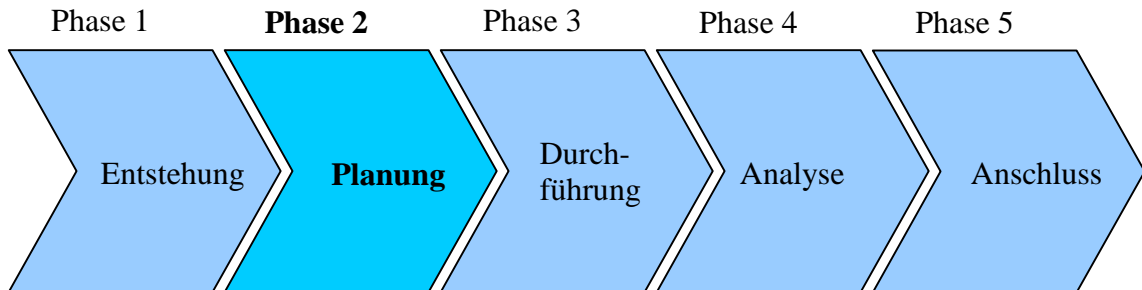 Phase 1 Phase 2 Phase 3 Phase 4 Phase 5
Entstehung
Planung
Durch-
führung
Analyse
Anschluss